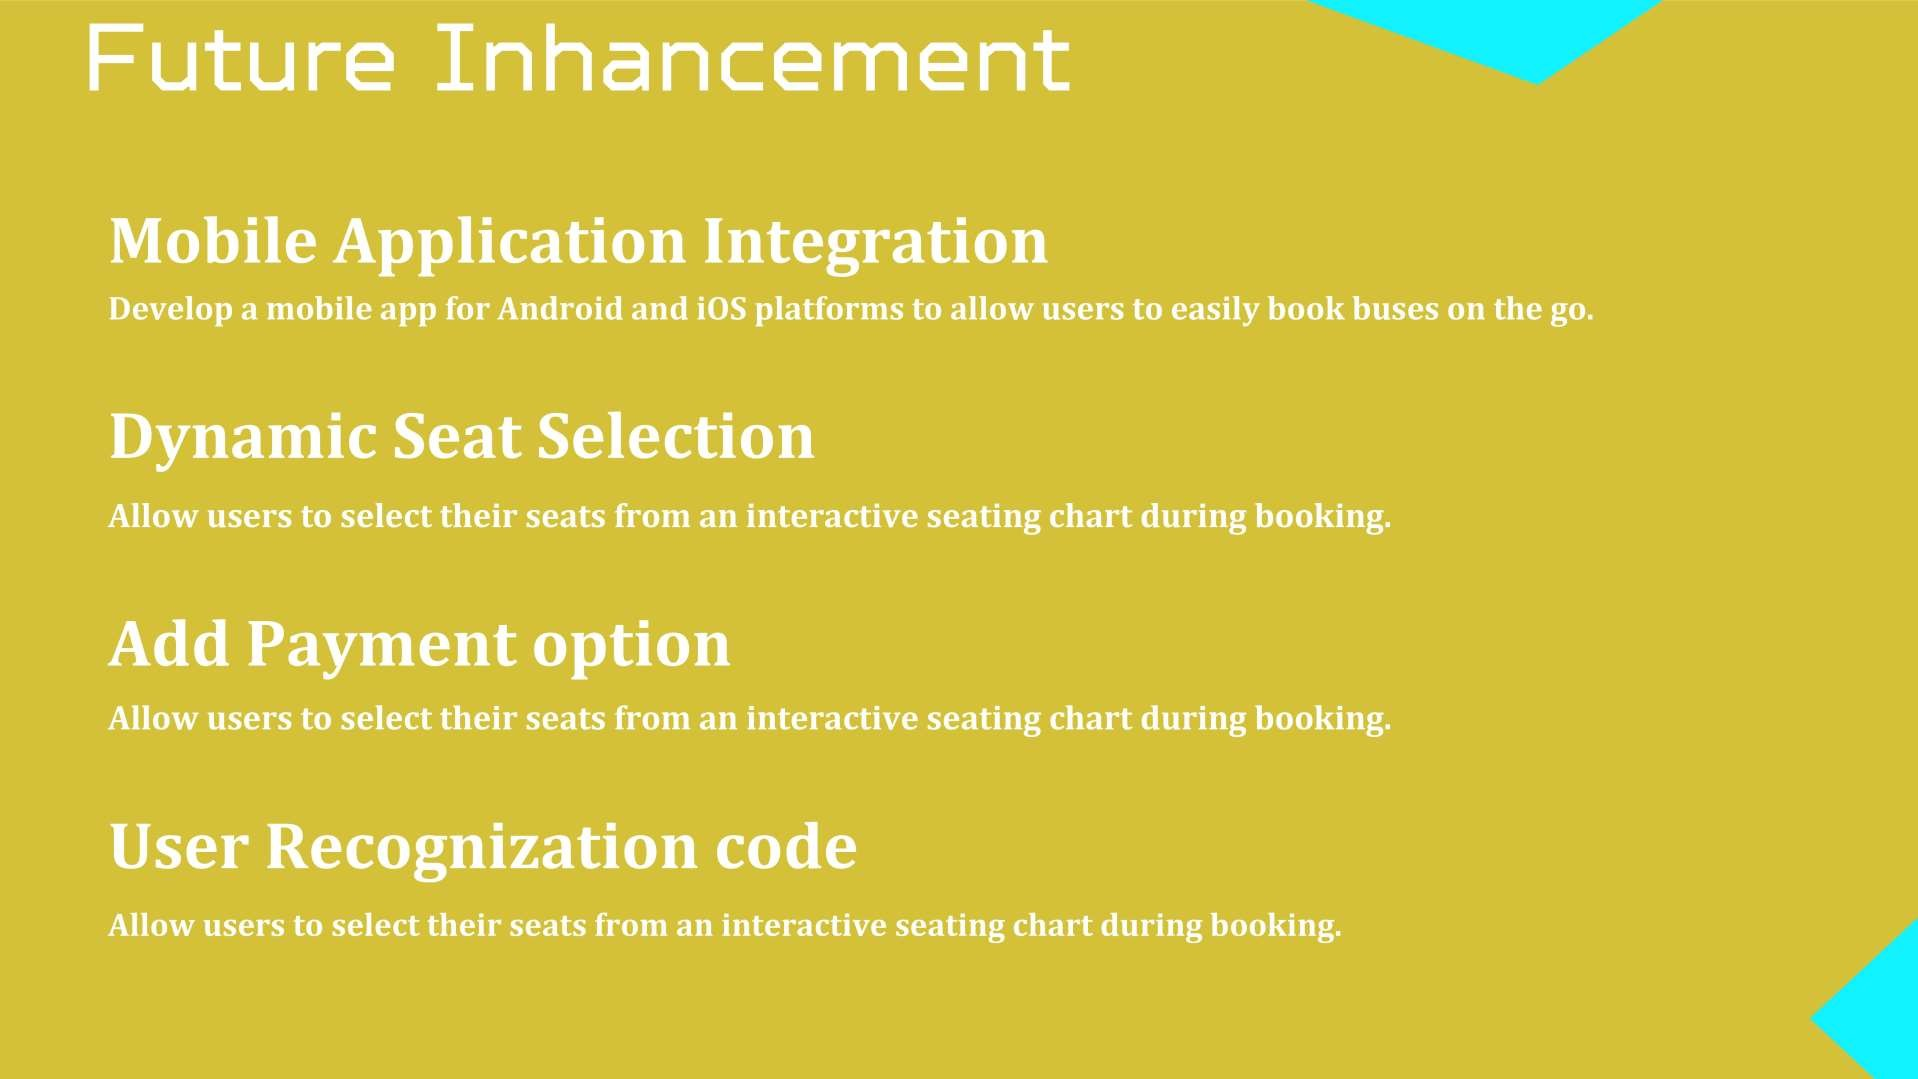 Future Inhancement
Mobile Application Integration
Develop a mobile app for Android and iOS platforms to allow users to easily book buses on the go.
Dynamic Seat Selection
Allow users to select their seats from an interactive seating chart during booking.
Add Payment option
Allow users to select their seats from an interactive seating chart during booking.
User Recognization code
Allow users to select their seats from an interactive seating chart during booking.